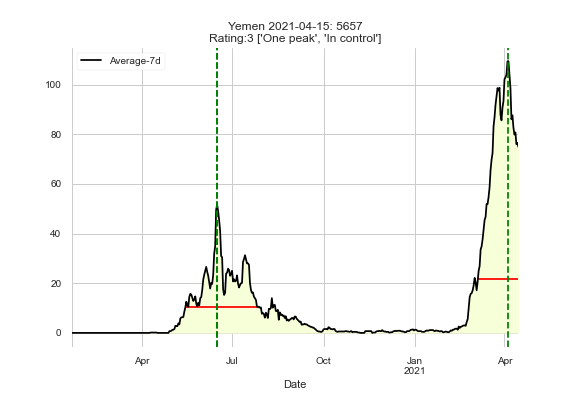 Yemen 2021-04-15: 5657
Rating:3 ['One peak', 'In control']
Average-7d
100
80
60
40
20
0
Apr
Jul
Oct
Jan
2021
Apr
Date